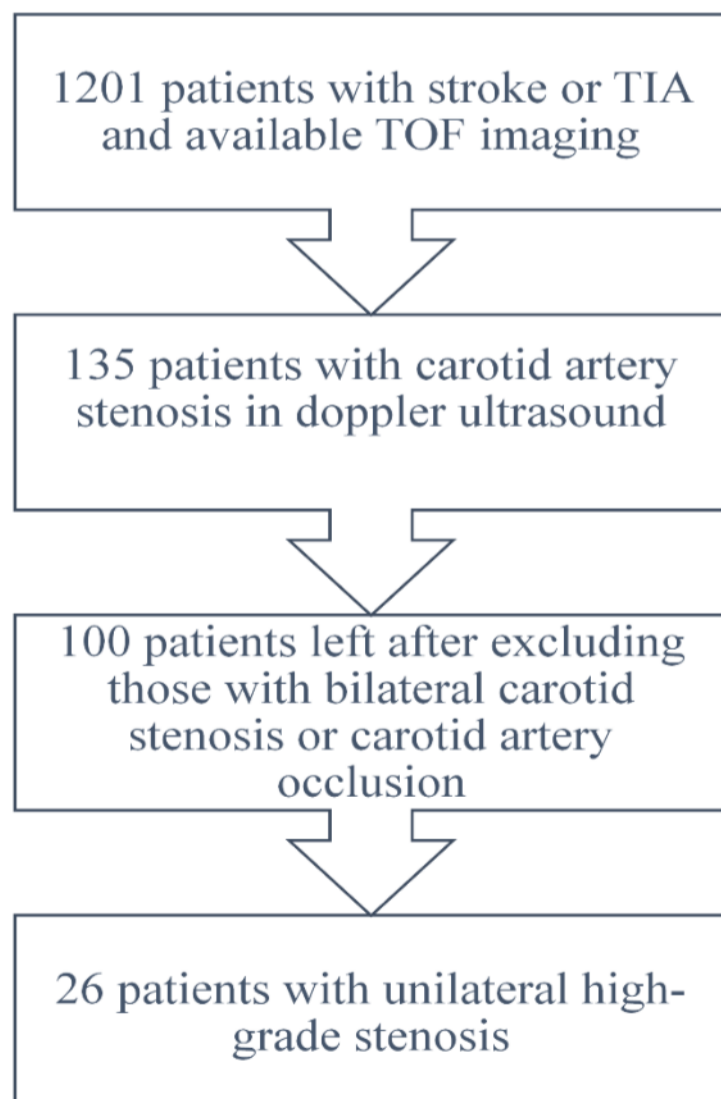 1201 patients with stroke or TIA
and available TOF imaging
135 patients with carotid artery
stenosis in doppler ultrasound
100 patients left after excluding
those with bilateral carotid
stenosis or carotid artery
occlusion
26 patients with unilateral high-
grade stenosis